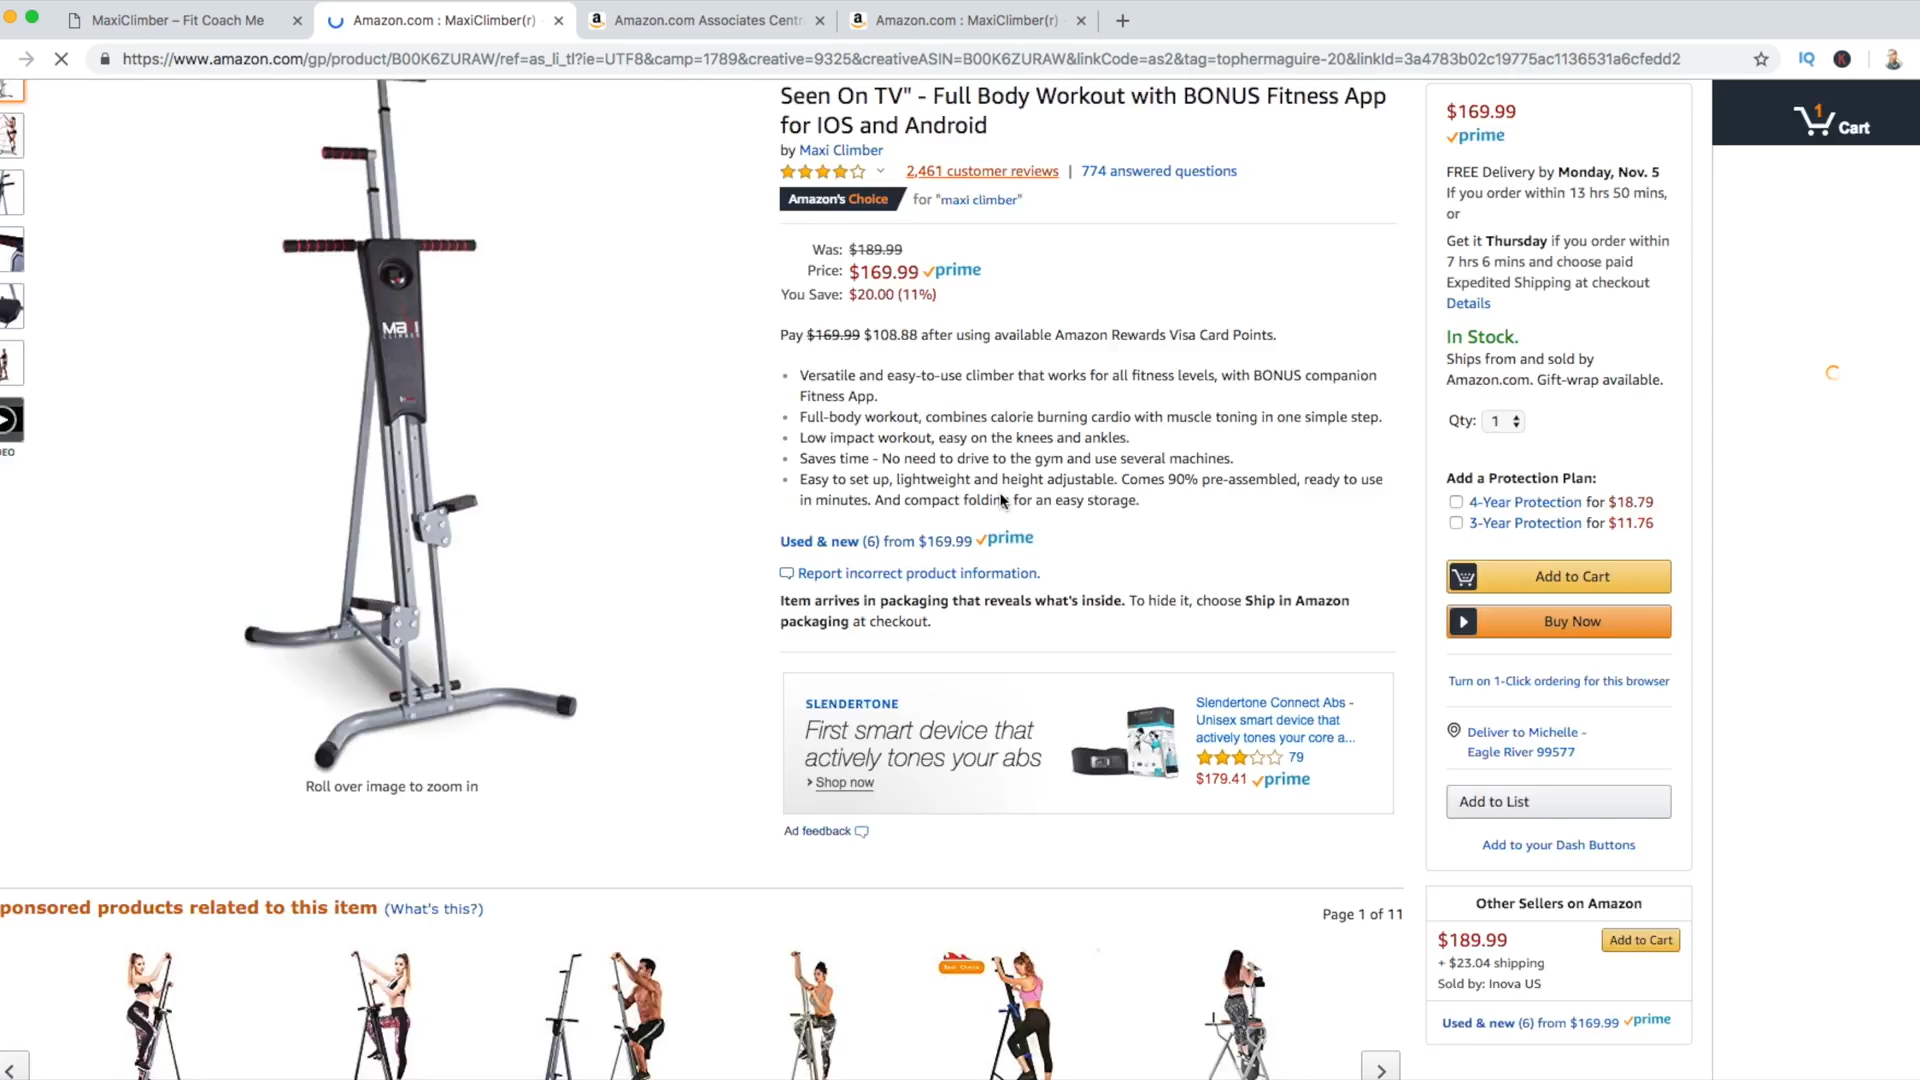 MaxiClimber – Fit Coach Me
Amazon.com : MaxiClimber(r)
Amazon.com Associates Centr
Amazon.com : MaxiClimber(r)
https://www.amazon.com/gp/product/B00K6ZURAW/ref=as_li_tl?ie=UTF8&camp=1789&creative=9325&creativeASIN=B00K6ZURAW&linkCode=as2&tag=tophermaguire-20&linkId=3a4783b02c19775ac1136531a6cfedd2
IQ
K
Seen On TV" - Full Body Workout with BONUS Fitness App
for IOS and Android
by Maxi Climber
2,461 customer reviews | 774 answered questions
Amazon's Choice for "maxi climber"
Was: $189.99
Price: $169.99 prime
You Save: $20.00 (11%)
Pay $169.99 $108.88 after using available Amazon Rewards Visa Card Points.
Versatile and easy-to-use climber that works for all fitness levels, with BONUS companion
Fitness App.
Full-body workout, combines calorie burning cardio with muscle toning in one simple step.
Low impact workout, easy on the knees and ankles.
Saves time - No need to drive to the gym and use several machines.
Easy to set up, lightweight and height adjustable. Comes 90% pre-assembled, ready to use
in minutes. And compact folding for an easy storage.
Used & new (6) from $169.99 prime
Report incorrect product information.
Item arrives in packaging that reveals what's inside. To hide it, choose Ship in Amazon
packaging at checkout.
SLENDERTONE
First smart device that
actively tones your abs
Shop now
Slendertone Connect Abs -
Unisex smart device that
actively tones your core a...
79
$179.41 prime
Ad feedback
MAXI
CLIMBER
EO
Roll over image to zoom in
$169.99
prime
FREE Delivery by Monday, Nov. 5
If you order within 13 hrs 50 mins,
or
Get it Thursday if you order within
7 hrs 6 mins and choose paid
Expedited Shipping at checkout
Details
In Stock.
Ships from and sold by
Amazon.com. Gift-wrap available.
Qty: 1
Add a Protection Plan:
4-Year Protection for $18.79
3-Year Protection for $11.76
Add to Cart
Buy Now
Turn on 1-Click ordering for this browser
Deliver to Michelle -
Eagle River 99577
Add to List
Add to your Dash Buttons
Other Sellers on Amazon
$189.99 Add to Cart
+ $23.04 shipping
Sold by: Inova US
Used & new (6) from $169.99 prime
1
Cart
ponsored products related to this item (What's this?)
Page 1 of 11
Best Choice